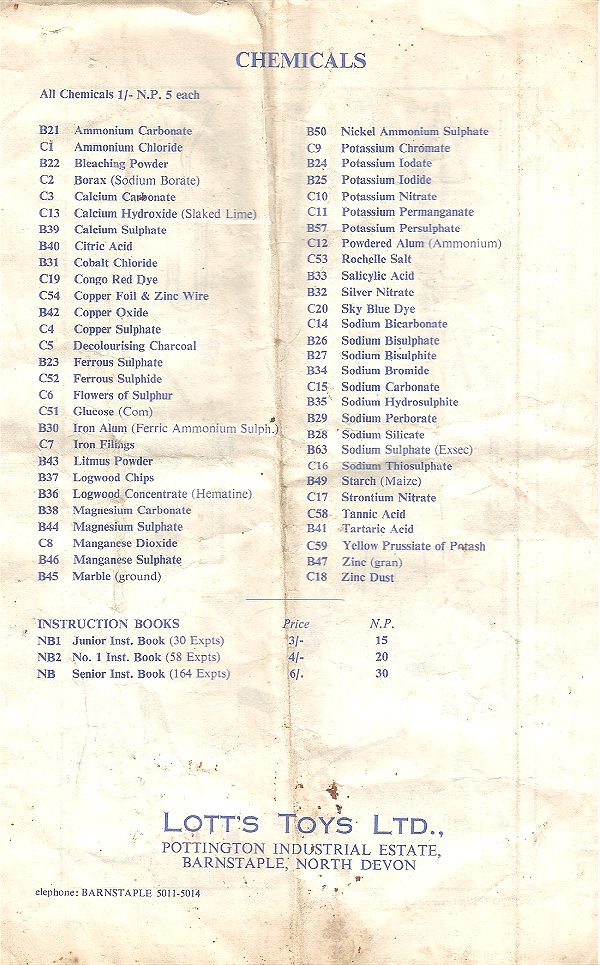 CHEMICALS
All Chemicals 1/- N.P. 5 each
B21 Ammonium Carbonate
C1 Ammonium Chloride
B22 Bleaching Powder
C2 Borax (Sodium Borate)
C3 Calcium Carbonate
C13 Calcium Hydroxide (Slaked Lime)
B39 Calcium Sulphate
B40 Citric Acid
B31 Cobalt Chloride
C19 Congo Red Dye
C54 Copper Foil & Zinc Wire
B42 Copper Oxide
C4 Copper Sulphate
C5 Decolourising Charcoal
B23 Ferrous Sulphate
C52 Ferrous Sulphide
C6 Flowers of Sulphur
C51 Glucose (Com)
B30 Iron Alum (Ferric Ammonium Sulph.)
C7 Iron Filings
B43 Litmus Powder
B37 Logwood Chips
B36 Logwood Concentrate (Hematine)
B38 Magnesium Carbonate
B44 Magnesium Sulphate
C8 Manganese Dioxide
B46 Manganese Sulphate
B45 Marble (ground)
B50 Nickel Ammonium Sulphate
C9 Potassium Chromate
B24 Potassium Iodate
B25 Potassium Iodide
C10 Potassium Nitrate
C11 Potassium Permanganate
B57 Potassium Persulphate
C12 Powdered Alum (Ammonium)
C53 Rochelle Salt
B33 Salicylic Acid
B32 Silver Nitrate
C20 Sky Blue Dye
C14 Sodium Bicarbonate
B26 Sodium Bisulphate
B27 Sodium Bisulphite
B34 Sodium Bromide
C15 Sodium Carbonate
B35 Sodium Hydrosulphite
B29 Sodium Perborate
B28 Sodium Silicate
B63 Sodium Sulphate (Exsec)
C16 Sodium Thiosulphate
B49 Starch (Maize)
C17 Strontium Nitrate
C58 Tannic Acid
B41 Tartaric Acid
C59 Yellow Prussiate of Potash
B47 Zinc (gran)
C18 Zinc Dust
INSTRUCTION BOOKS Price N.P.
NB1 Junior Inst. Book (30 Expts) 3/- 15
NB2 No. 1 Inst. Book (58 Expts) 4/- 20
NB Senior Inst. Book (164 Expts) 6/. 30
LOTT'S TOYS LTD.,
POTTINGTON INDUSTRIAL ESTATE,
BARNSTAPLE, NORTH DEVON
elephone: BARNSTAPLE 5011-5014